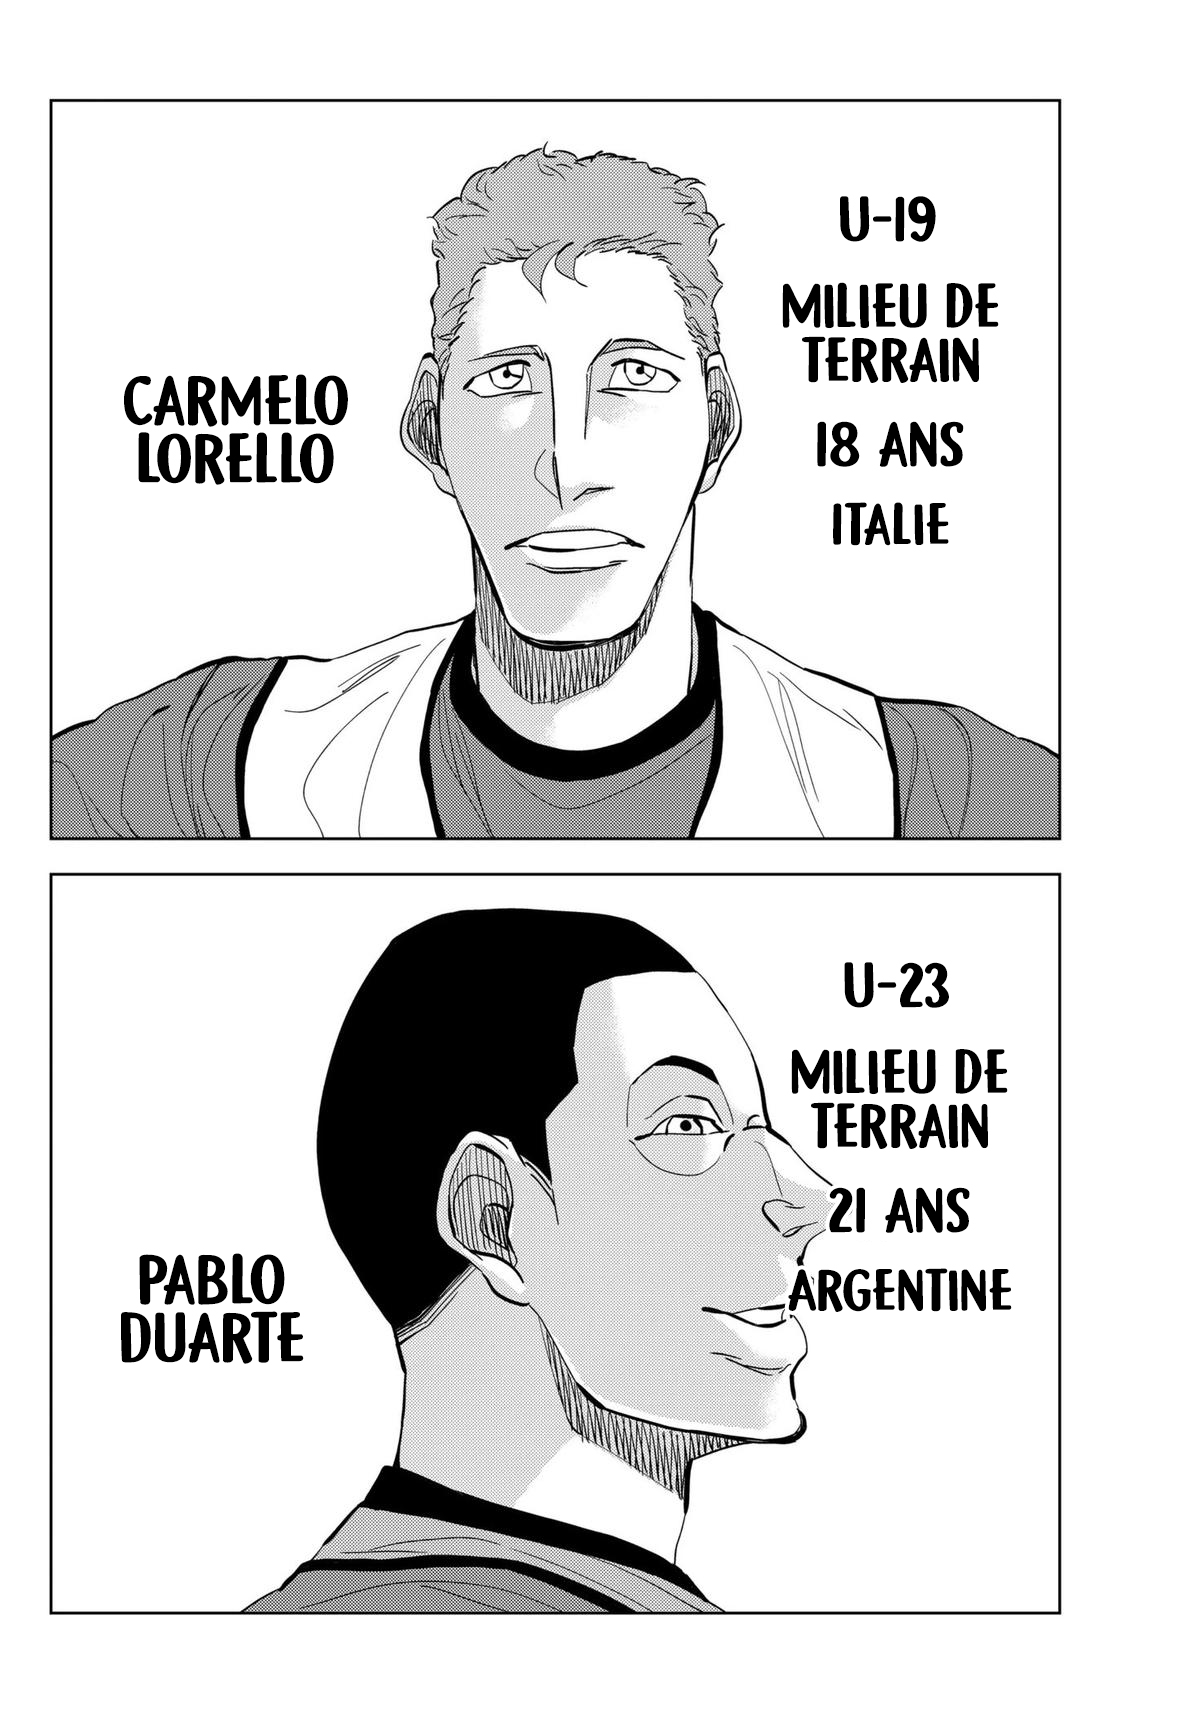 CARMELO
LORELLO
U-19
MILIEU DE
TERRAIN
18 ANS
ITALIE
PABLO
DUARTE
U-23
MILIEU DE
TERRAIN
21 ANS
ARGENTINE